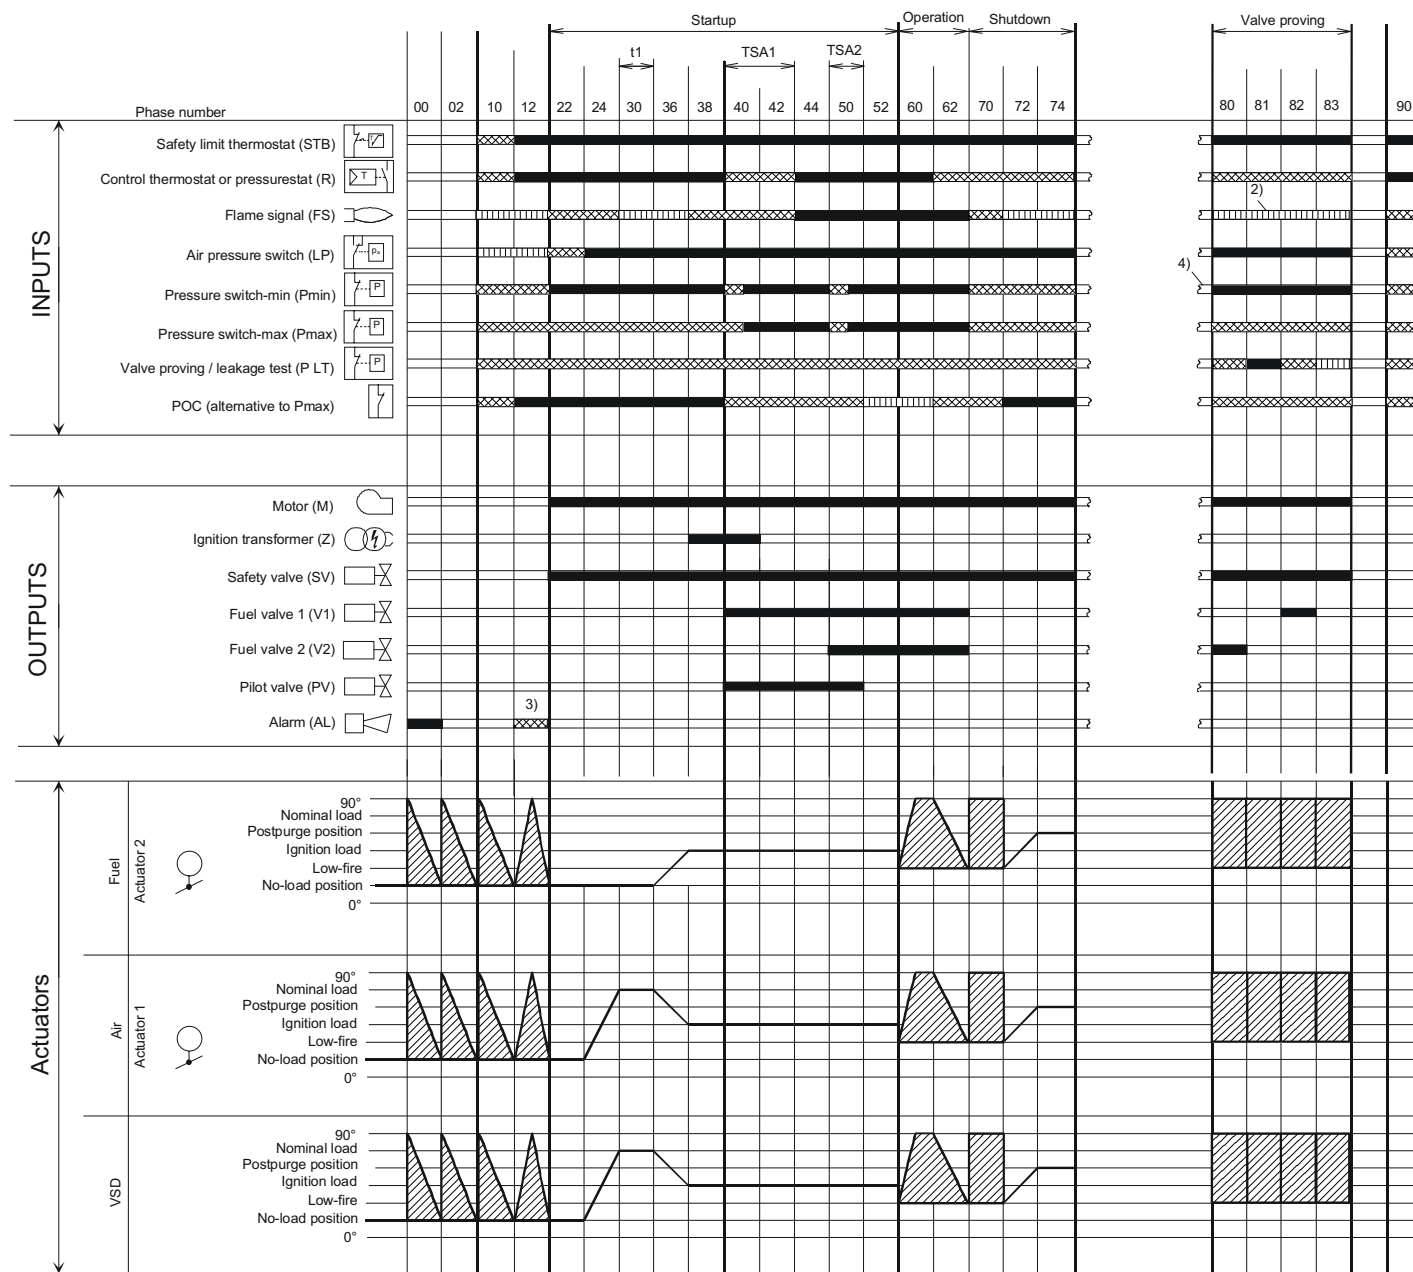 Startup Operation Shutdown Valve proving
t1 TSA1 TSA2
Phase number 00 02 10 12 22 24 30 36 38 40 42 44 50 52 60 62 70 72 74 80 81 82 83 90
INPUTS
Safety limit thermostat (STB)
Control thermostat or pressurestat (R) T
2)
Flame signal (FS)
Air pressure switch (LP) Pa
4)
Pressure switch-min (Pmin) P
Pressure switch-max (Pmax) P
Valve proving / leakage test (P LT) P
POC (alternative to Pmax)
OUTPUTS
Motor (M)
Ignition transformer (Z)
Safety valve (SV)
Fuel valve 1 (V1)
Fuel valve 2 (V2)
Pilot valve (PV)
3)
Alarm (AL)
Actuators
Fuel
Actuator 2
90°
Nominal load
Postpurge position
Ignition load
Low-fire
No-load position
0°
Air
Actuator 1
90°
Nominal load
Postpurge position
Ignition load
Low-fire
No-load position
0°
VSD
90°
Nominal load
Postpurge position
Ignition load
Low-fire
No-load position
0°